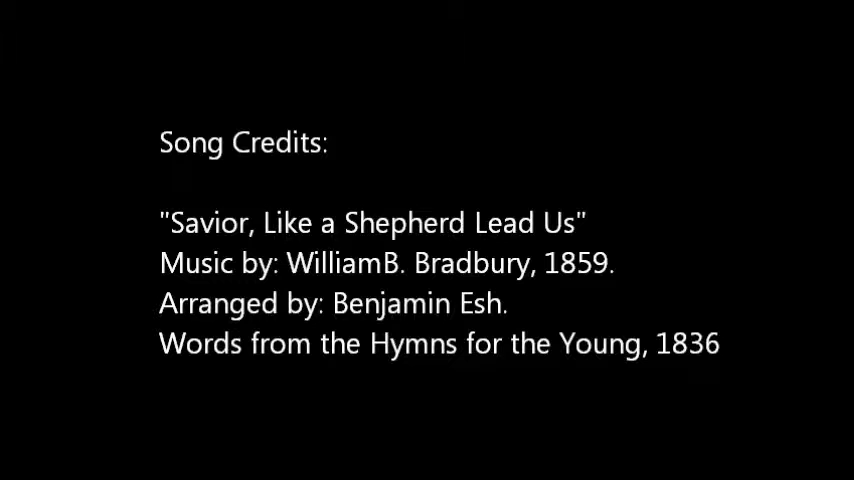 Song Credits:
"Savior, Like a Shepherd Lead Us"
Music by: WilliamB. Bradbury, 1859.
Arranged by: Benjamin Esh.
Words from the Hymns for the Young, 1836